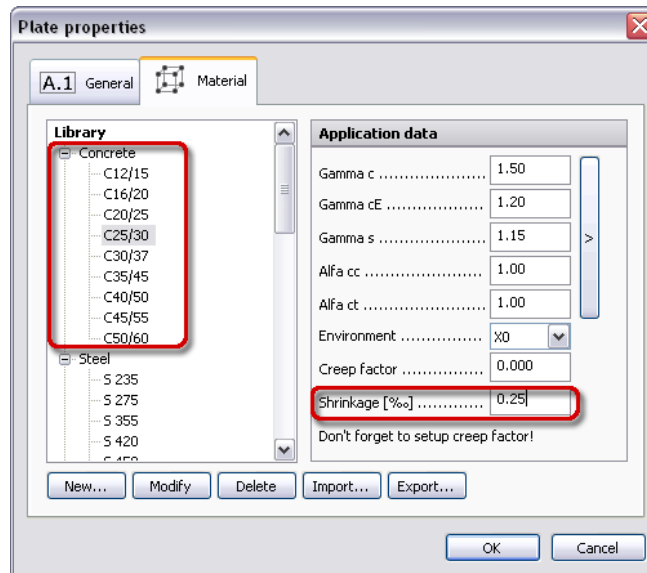 Plate properties
A.1 General
Material
Library
Concrete
C12/15
C16/20
C20/25
C25/30
C30/37
C35/45
C40/50
C45/55
C50/60
Steel
S 235
S 275
S 355
S 420
Application data
Gamma c ...................... 1.50
Gamma cE .................... 1.20
Gamma s ...................... 1.15
>
Alfa cc ........................ 1.00
Alfa ct ......................... 1.00
Environment ................. X0
Creep factor ................ 0.000
Shrinkage [‰] ............. 0.25
Don't forget to setup creep factor!
New... Modify Delete Import... Export...
OK Cancel